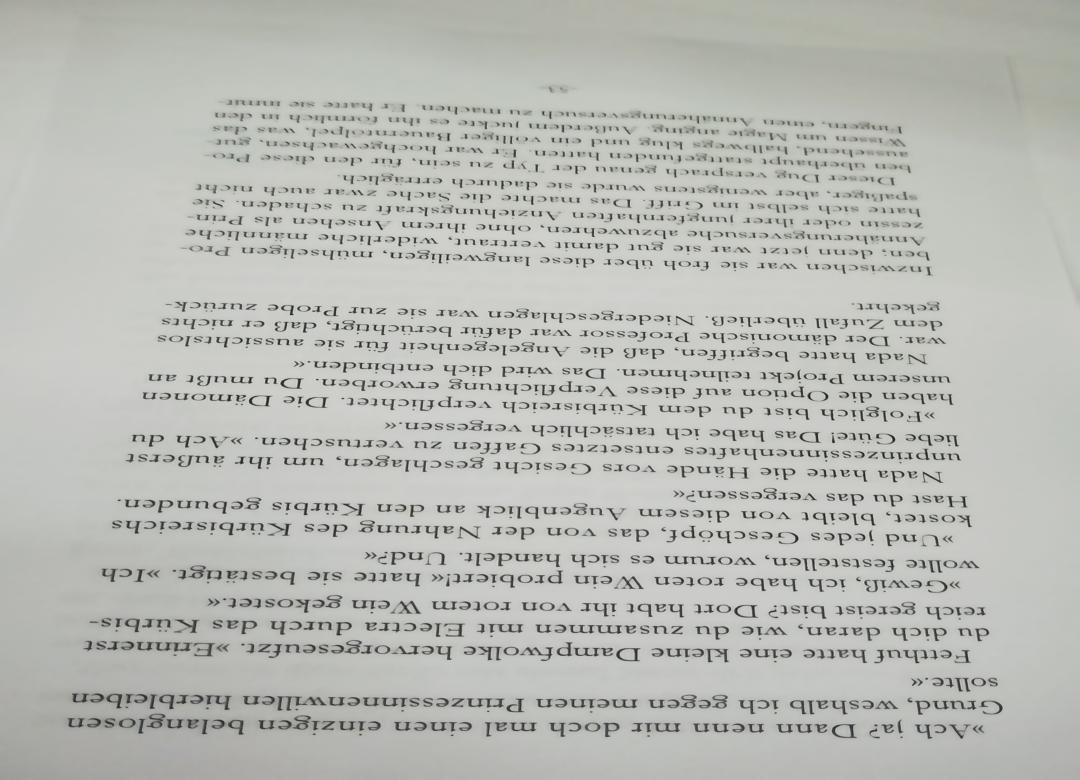 »Ach ja? Dann nenn mir doch mal einen einzigen belanglosen
Grund, weshalb ich gegen meinen Prinzessinnenwillen hierbleiben
sollte.«
Fetthuf hatte eine kleine Dampfwolke hervorgeseufzt. »Erinnerst
du dich daran, wie du zusammen mit Electra durch das Kürbis-
reich gereist bist? Dort habt ihr von rotem Wein gekostet.«
»Gewiß, ich habe roten Wein probiert!« hatte sie bestätigt. »Ich
wollte feststellen, worum es sich handelt. Und?«
»Und jedes Geschöpf, das von der Nahrung des Kürbisreichs
kostet, bleibt von diesem Augenblick an den Kürbis gebunden.
Hast du das vergessen?«
Nada hatte die Hände vors Gesicht geschlagen, um ihr äußerst
unprinzessinnenhaftes entsetztes Gaffen zu vertuschen. »Ach du
liebe Güte! Das habe ich tatsächlich vergessen.«
»Folglich bist du dem Kürbisreich verpflichtet. Die Dämonen
haben die Option auf diese Verpflichtung erworben. Du mußt an
unserem Projekt teilnehmen. Das wird dich entbinden.«
Nada hatte begriffen, daß die Angelegenheit für sie aussichtslos
war. Der dämonische Professor war dafür berüchtigt, daß er nichts
dem Zufall überließ. Niedergeschlagen war sie zur Probe zurück-
gekehrt.
Inzwischen war sie froh über diese langweiligen, mühseligen Pro-
ben; denn jetzt war sie gut damit vertraut, widerliche männliche
Annäherungsversuche abzuwehren, ohne ihrem Ansehen als Prin-
zessin oder ihrer jungfernhaften Anziehungskraft zu schaden. Sie
hatte sich selbst im Griff. Das machte die Sache zwar auch nicht
spaßiger, aber wenigstens wurde sie dadurch erträglich.
Dieser Dug versprach genau der Typ zu sein, für den diese Pro-
ben überhaupt stattgefunden hatten. Er war hochgewachsen, gut-
aussehend, halbwegs klug und ein völliger Bauerntölpel, was das
Wissen um Magie anging. Außerdem juckte es ihn förmlich in den
Fingern, einen Annäherungsversuch zu machen. Er hatte sie inmit-
-53-